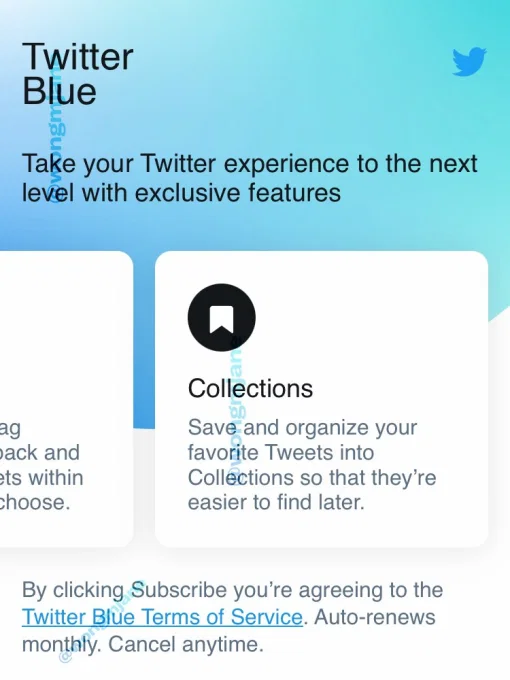 Twitter
Blue
Take your Twitter experience to the next
level with exclusive features
ag
back and
ets within
choose.
Collections
Save and organize your
favorite Tweets into
Collections so that they’re
easier to find later.
By clicking Subscribe you’re agreeing to the
Twitter Blue Terms of Service. Auto-renews
monthly. Cancel anytime.
@wongmjane
@wongmjane
@wongmjane